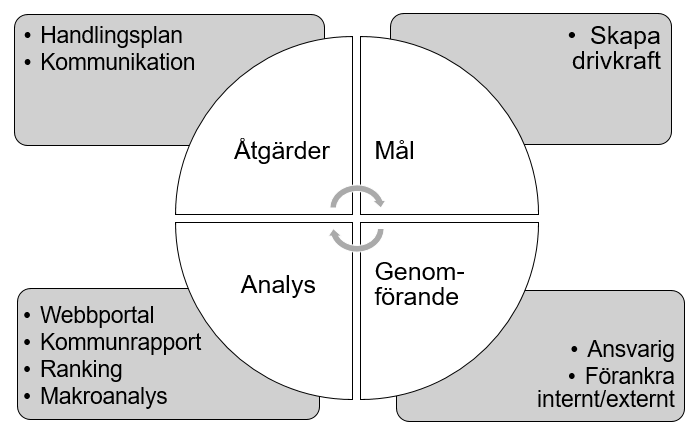 • Handlingsplan
• Kommunikation
• Skapa
drivkraft
Åtgärder
Mål
Analys
Genom-
förande
• Webbportal
• Kommunrapport
• Ranking
• Makroanalys
• Ansvarig
• Förankra
internt/externt